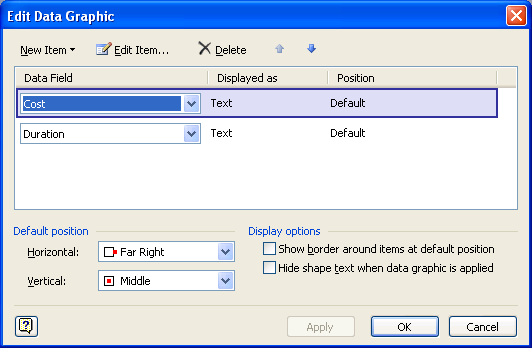 Edit Data Graphic
New Item Edit Item... Delete
Data Field Displayed as Position
Cost Text Default
Duration Text Default
Default position Display options
Horizontal: Far Right Show border around items at default position
Vertical: Middle Hide shape text when data graphic is applied
? Apply OK Cancel